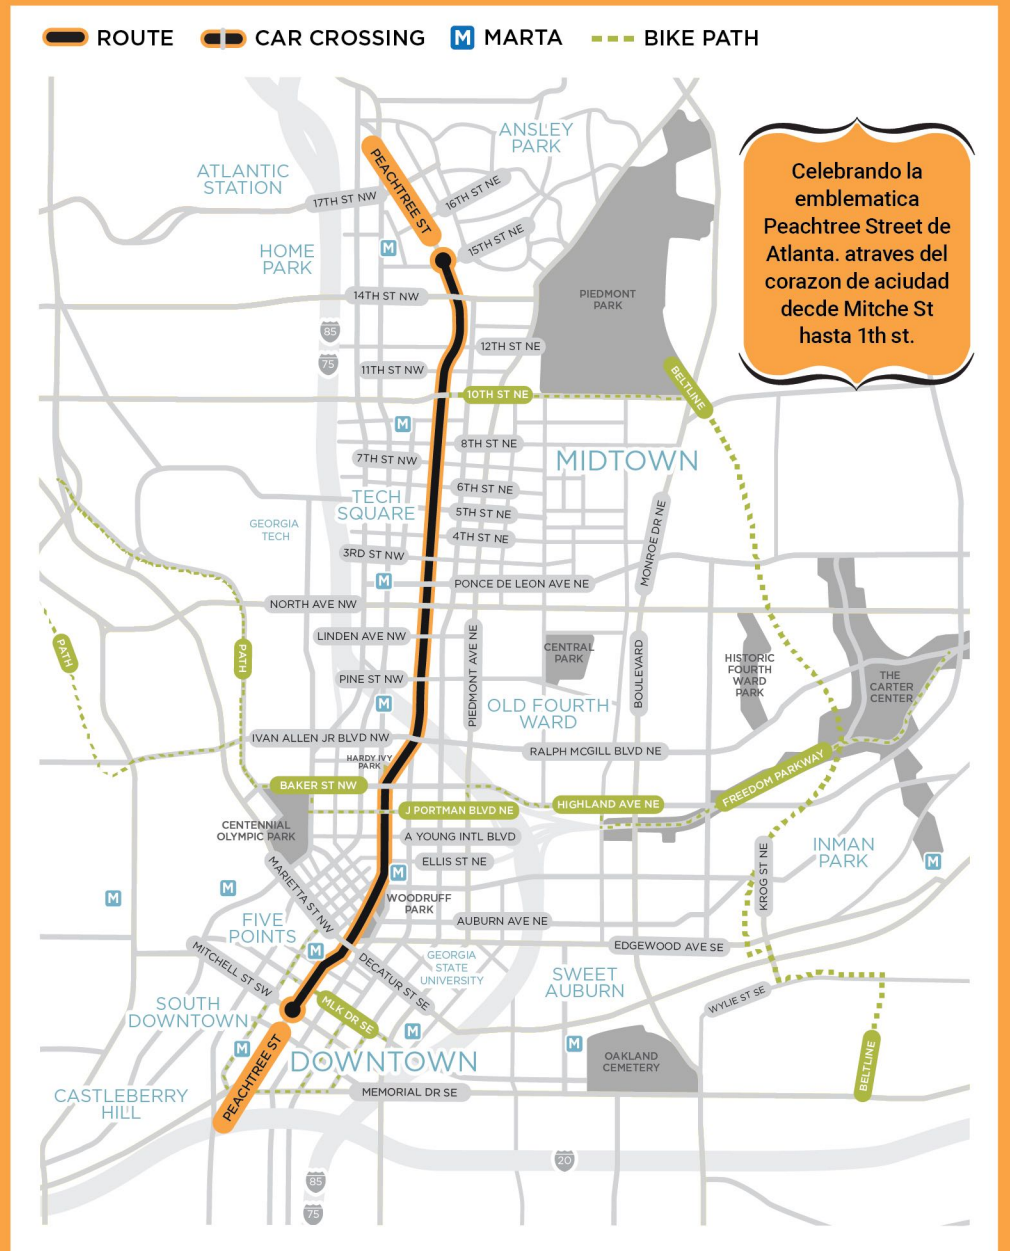 ROUTE
CAR CROSSING
M MARTA
BIKE PATH
ANSLEY
PARK
ATLANTIC
STATION
PEACHTREE ST
17TH ST NW
16TH ST NE
15TH ST NE
HOME
PARK
M
Celebrando la
emblematica
Peachtree Street de
Atlanta. atraves del
corazon de aciudad
decde Mitche St
hasta 1th st.
14TH ST NW
PIEDMONT
PARK
85
75
12TH ST NE
11TH ST NW
10TH ST NE
BELTLINE
M
8TH ST NE
7TH ST NW
MIDTOWN
6TH ST NE
TECH
SQUARE
5TH ST NE
GEORGIA
TECH
4TH ST NE
3RD ST NW
MONROE DR NE
M
PONCE DE LEON AVE NE
NORTH AVE NW
LINDEN AVE NW
PATH
PATH
PIEDMONT AVE NE
CENTRAL
PARK
BOULEVARD
HISTORIC
FOURTH
WARD
PARK
THE
CARTER
CENTER
PINE ST NW
M
OLD FOURTH
WARD
IVAN ALLEN JR BLVD NW
RALPH MCGILL BLVD NE
HARDY IVY
PARK
BAKER ST NW
FREEDOM PARKWAY
J PORTMAN BLVD NE
HIGHLAND AVE NE
CENTENNIAL
OLYMPIC PARK
A YOUNG INTL BLVD
ELLIS ST NE
INMAN
PARK
M
KROG ST NE
MARIETTA ST NW
M
M
M
WOODRUFF
PARK
AUBURN AVE NE
FIVE
POINTS
EDGEWOOD AVE SE
M
MITCHELL ST SW
DECATUR ST SE
GEORGIA
STATE
UNIVERSITY
SWEET
AUBURN
WYLIE ST SE
SOUTH
DOWNTOWN
MLK DR SE
M
M
M
PEACHTREE ST
DOWNTOWN
OAKLAND
CEMETERY
BELTLINE
CASTLEBERRY
HILL
MEMORIAL DR SE
20
85
75